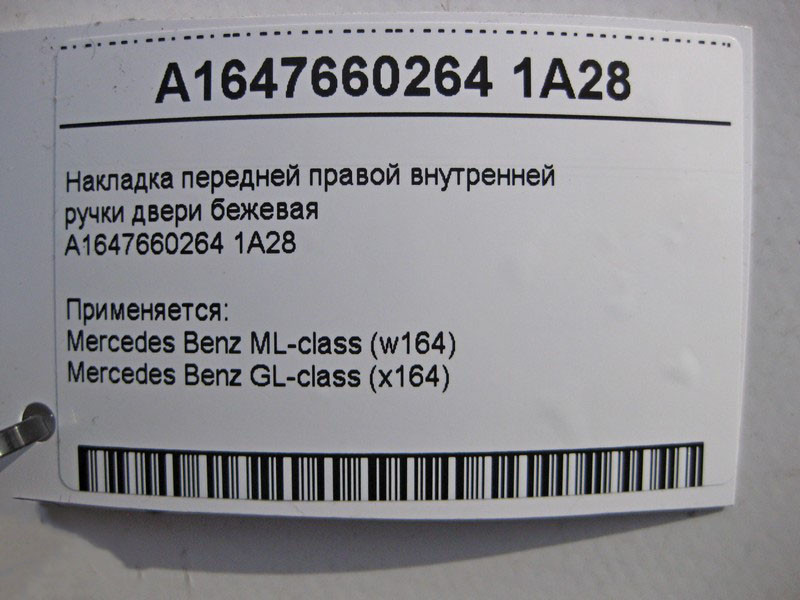 A1647660264 1A28
Накладка передней правой внутренней
ручки двери бежевая
A1647660264 1A28
Применяется:
Mercedes Benz ML-class (w164)
Mercedes Benz GL-class (x164)